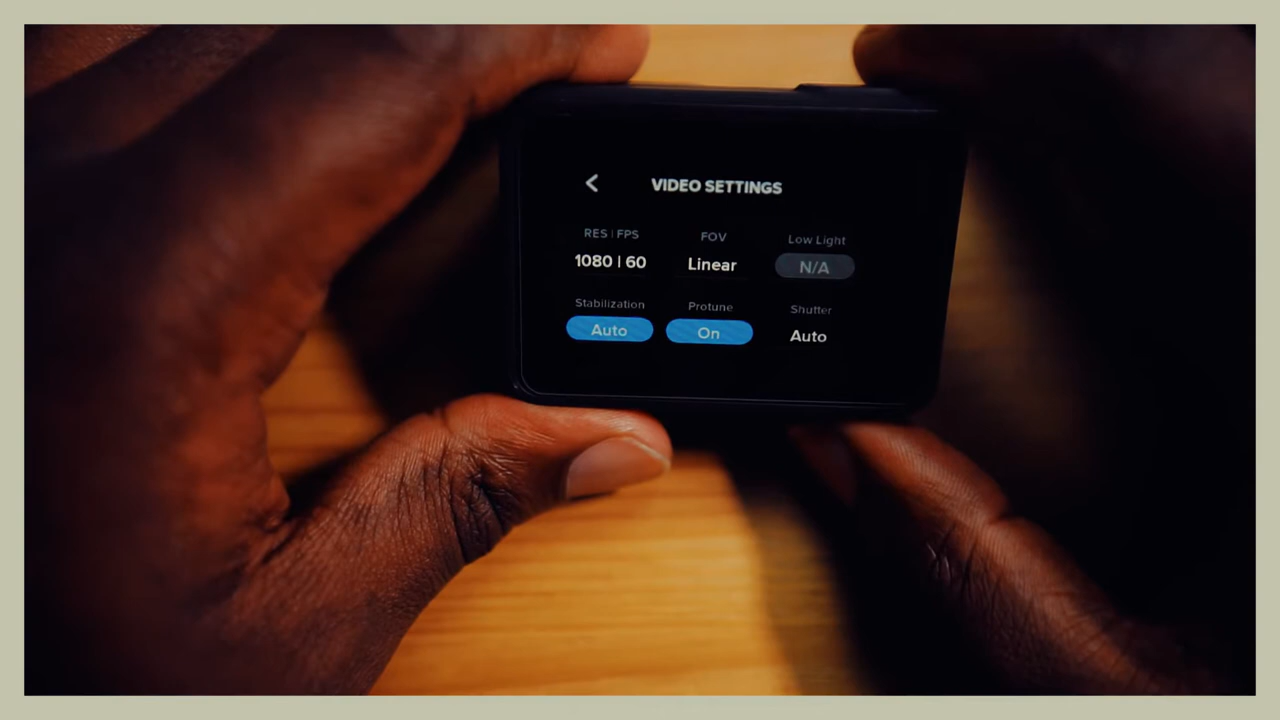 VIDEO SETTINGS
RES | FPS FOV Low Light
1080 | 60 Linear N/A
Stabilization Protune Shutter
Auto On Auto